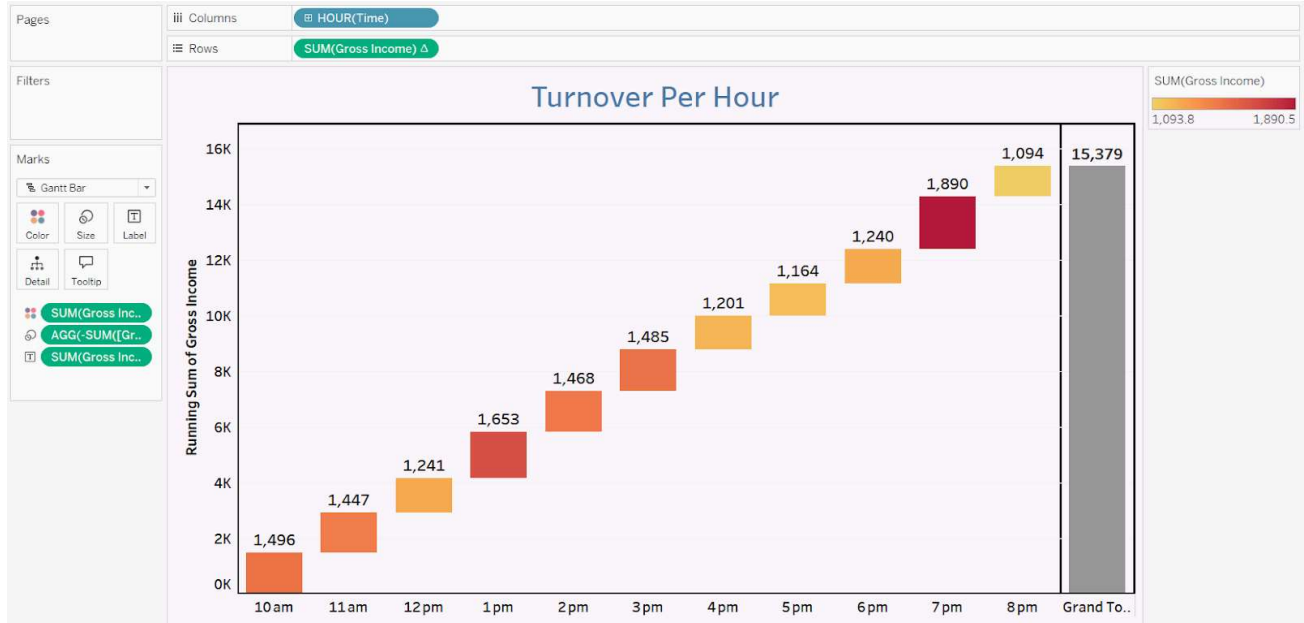 Pages
Columns
HOUR(Time)
Rows
SUM(Gross Income) Δ
Filters
Marks
Gantt Bar
Color Size Label
Detail Tooltip
SUM(Gross Inc..
AGG(-SUM([Gr..
SUM(Gross Inc..
Turnover Per Hour
Running Sum of Gross Income
16K
14K
12K
10K
8K
6K
4K
2K
0K
1,496
1,447
1,241
1,653
1,468
1,485
1,201
1,164
1,240
1,890
1,094
15,379
10 am 11 am 12 pm 1 pm 2 pm 3 pm 4 pm 5 pm 6 pm 7 pm 8 pm Grand To..
SUM(Gross Income)
1,093.8 1,890.5